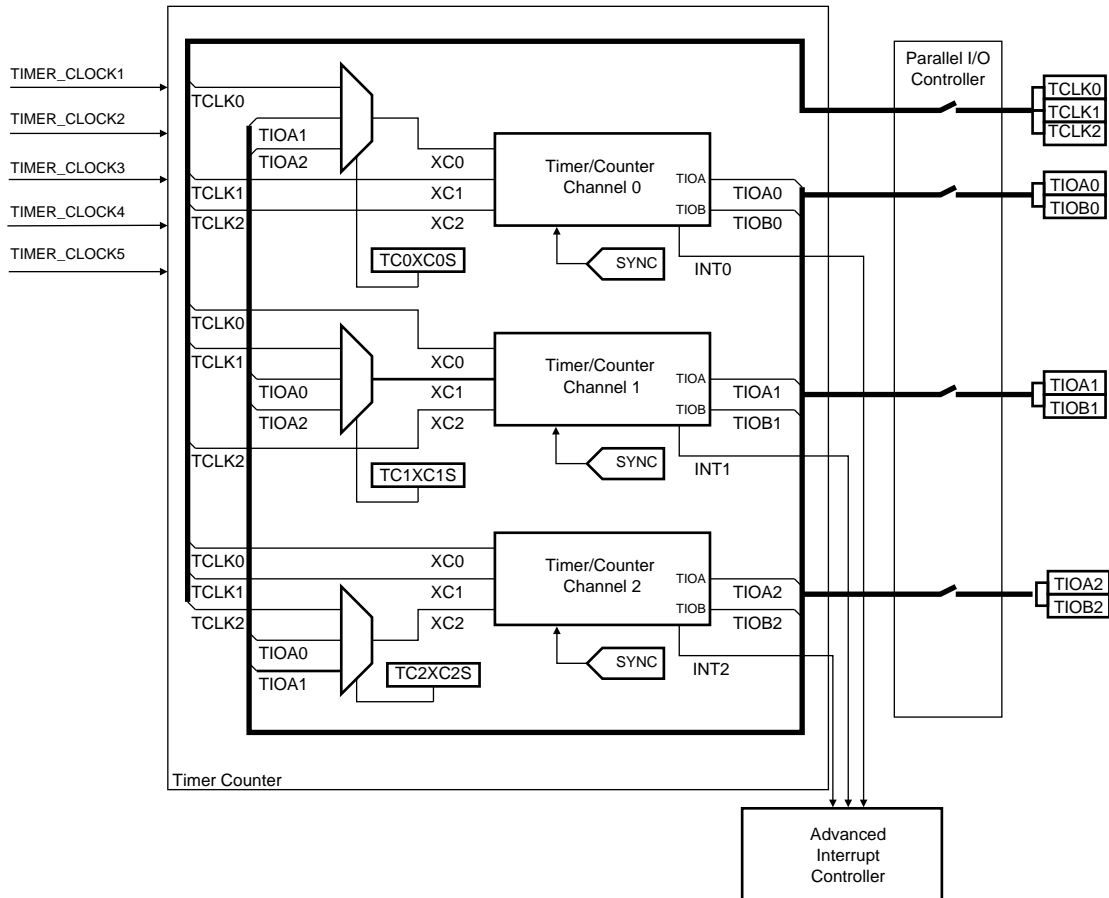 TIMER_CLOCK1
TIMER_CLOCK2
TIMER_CLOCK3
TIMER_CLOCK4
TIMER_CLOCK5
TCLK0
TIOA1
TIOA2
TCLK1
TCLK2
XC0
XC1
XC2
TC0XC0S
Timer/Counter
Channel 0
TIOA
TIOB
TIOA0
TIOB0
SYNC
INT0
TCLK0
TCLK1
TIOA0
TIOA2
TCLK2
XC0
XC1
XC2
TC1XC1S
Timer/Counter
Channel 1
TIOA
TIOB
TIOA1
TIOB1
SYNC
INT1
TCLK0
TCLK1
TCLK2
TIOA0
TIOA1
XC0
XC1
XC2
TC2XC2S
Timer/Counter
Channel 2
TIOA
TIOB
TIOA2
TIOB2
SYNC
INT2
Timer Counter
Parallel I/O
Controller
TCLK0
TCLK1
TCLK2
TIOA0
TIOB0
TIOA1
TIOB1
TIOA2
TIOB2
Advanced
Interrupt
Controller